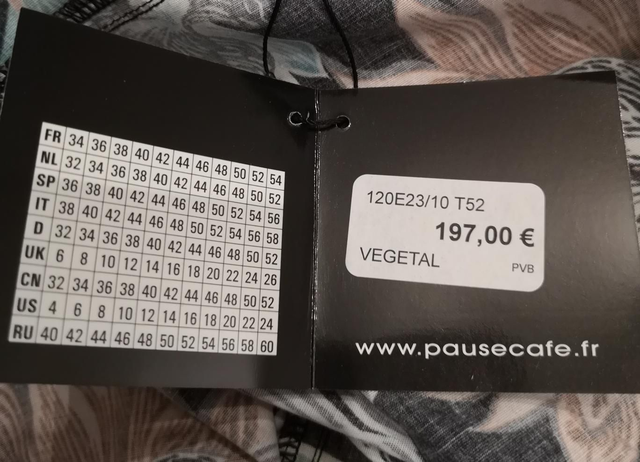 FR 34 36 38 40 42 44 46 48 50 52 54
NL 32 34 36 38 40 42 44 46 48 50 52
SP 36 38 40 42 44 46 48 50 52 54 56
IT 38 40 42 44 46 48 50 52 54 56 58
D 32 34 36 38 40 42 44 46 48 50 52
UK 6 8 10 12 14 16 18 20 22 24 26
CN 32 34 36 38 40 42 44 46 48 50 52
US 4 6 8 10 12 14 16 18 20 22 24
RU 40 42 44 46 48 50 52 54 56 58 60
120E23/10 T52
197,00 €
VEGETAL PVB
www.pausecafe.fr